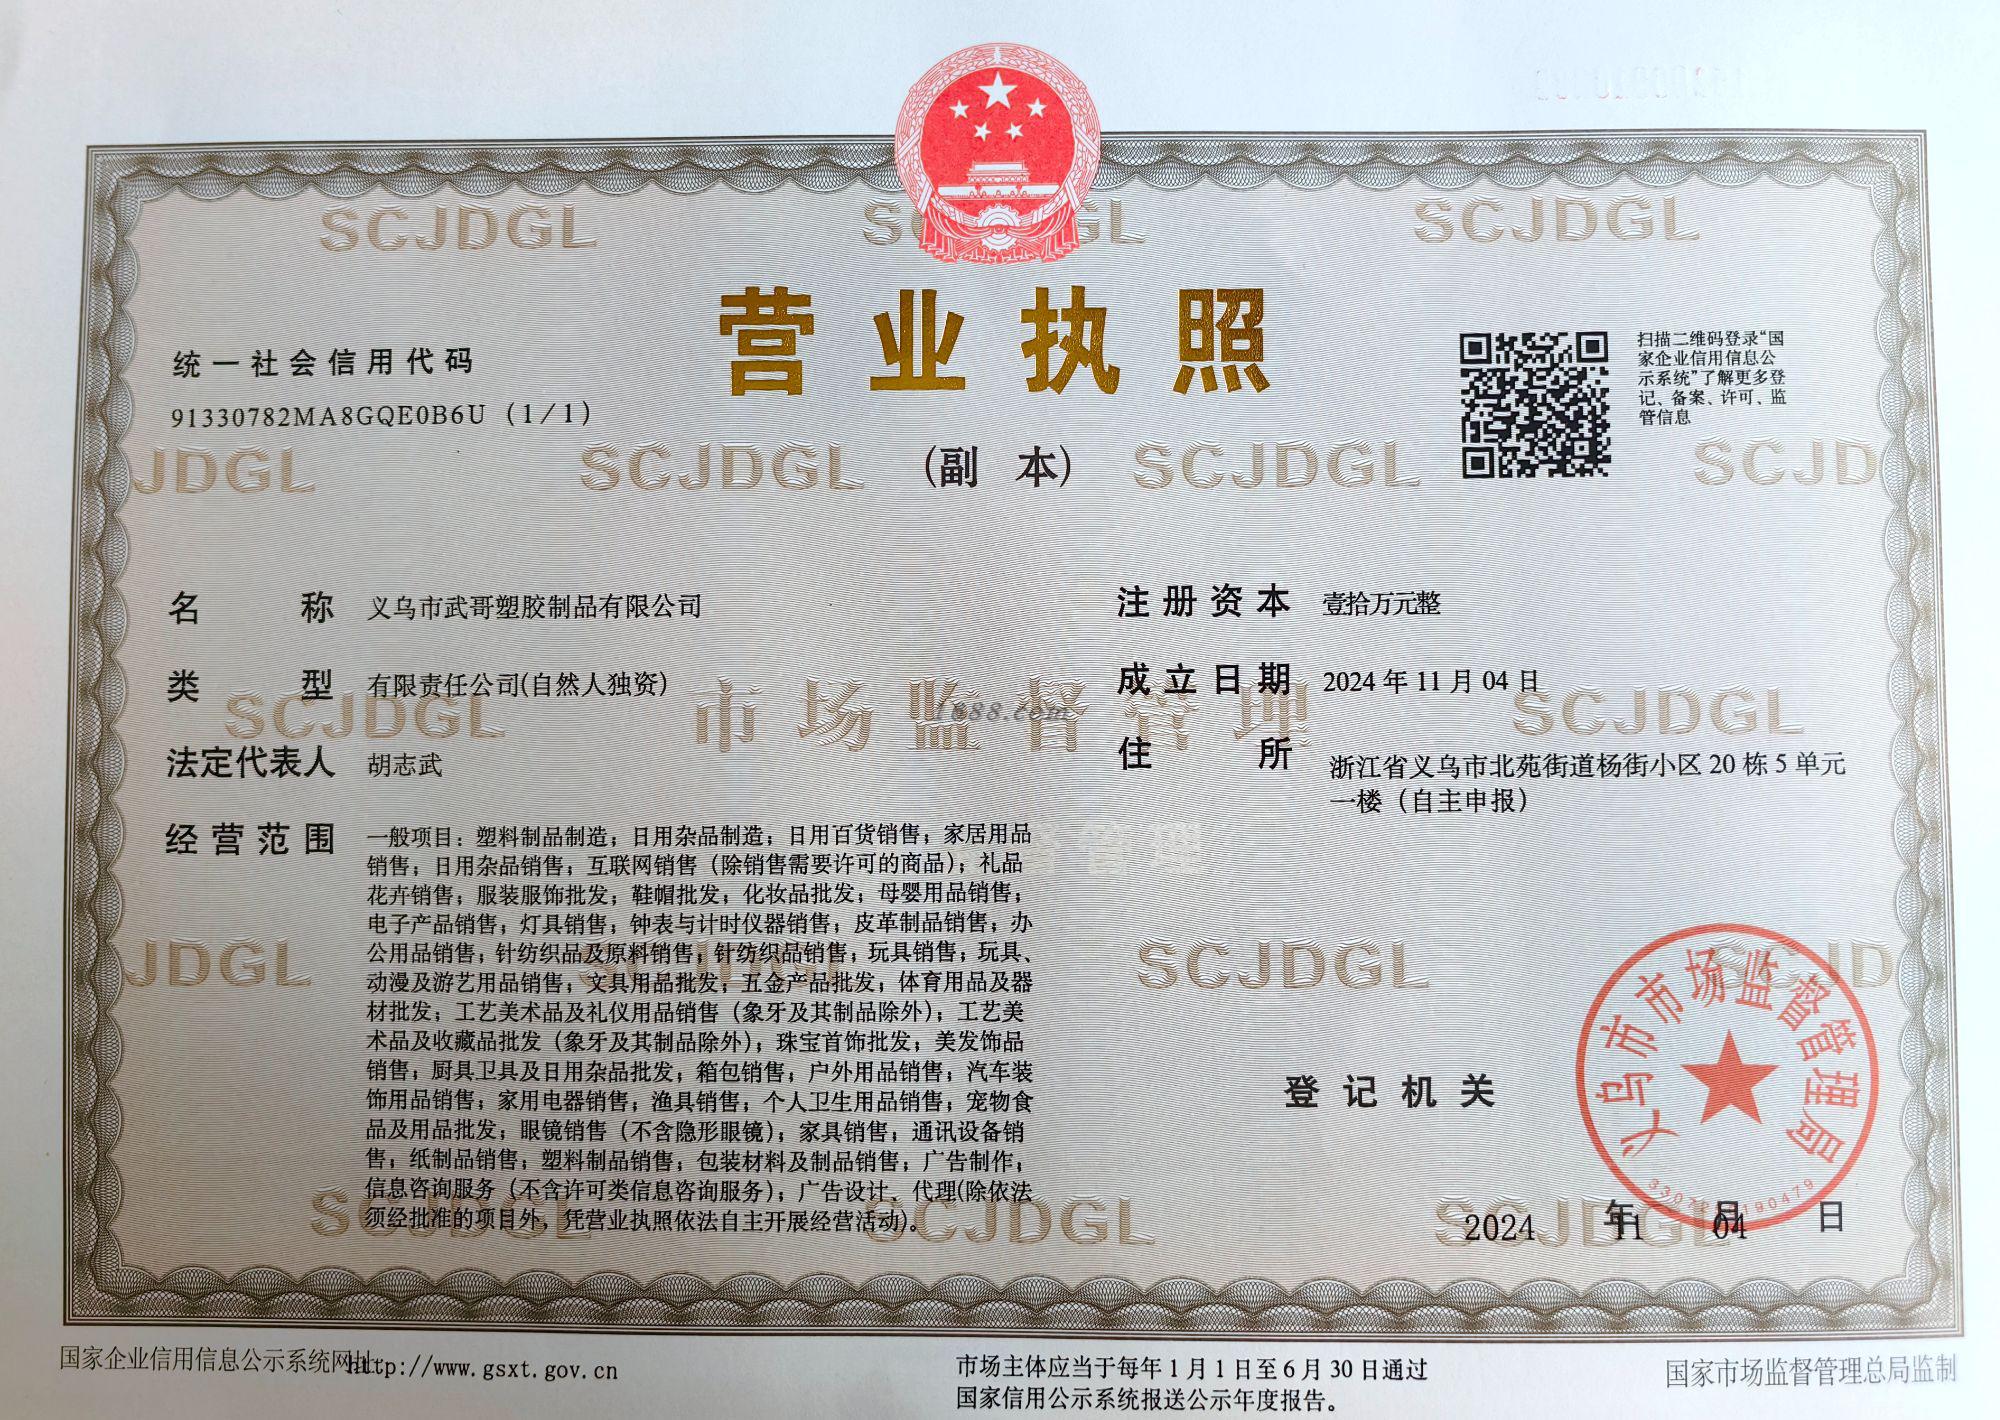 营业执照
(副 本)
统一社会信用代码
91330782MA8GQE0B6U (1/1)
扫描二维码登录“国
家企业信用信息公
示系统”了解更多登
记、备案、许可、监
管信息
名 称 义乌市武哥塑胶制品有限公司
类 型 有限责任公司(自然人独资)
法定代表人 胡志武
经营范围 一般项目：塑料制品制造；日用杂品制造；日用百货销售；家居用品
销售；日用杂品销售；互联网销售（除销售需要许可的商品）；礼品
花卉销售；服装服饰批发；鞋帽批发；化妆品批发；母婴用品销售；
电子产品销售；灯具销售；钟表与计时仪器销售；皮革制品销售；办
公用品销售；针纺织品及原料销售；针纺织品销售；玩具销售；玩具、
动漫及游艺用品销售；文具用品批发；五金产品批发；体育用品及器
材批发；工艺美术品及礼仪用品销售（象牙及其制品除外）；工艺美
术品及收藏品批发（象牙及其制品除外）；珠宝首饰批发；美发饰品
销售；厨具卫具及日用杂品批发；箱包销售；户外用品销售；汽车装
饰用品销售；家用电器销售；渔具销售；个人卫生用品销售；宠物食
品及用品批发；眼镜销售（不含隐形眼镜）；家具销售；通讯设备销
售；纸制品销售；塑料制品销售；包装材料及制品销售；广告制作；
信息咨询服务（不含许可类信息咨询服务）；广告设计、代理(除依法
须经批准的项目外，凭营业执照依法自主开展经营活动)。
注册资本 壹拾万元整
成立日期 2024年11月04日
住 所 浙江省义乌市北苑街道杨街小区20栋5单元
一楼（自主申报）
登记机关
义乌市市场监督管理局
2024 年 11 月 04 日
SCJDGL
SCJDGL
JDGL
SCJDGL
SCJDGL
SCJD
SCJDGL
市场监督管理
SCJDGL
1688.com
JDGL
SCJDGL
SCJDGL
SCJDGL
国家企业信用信息公示系统网址：http://www.gsxt.gov.cn
市场主体应当于每年1月1日至6月30日通过
国家信用公示系统报送公示年度报告。
国家市场监督管理总局监制